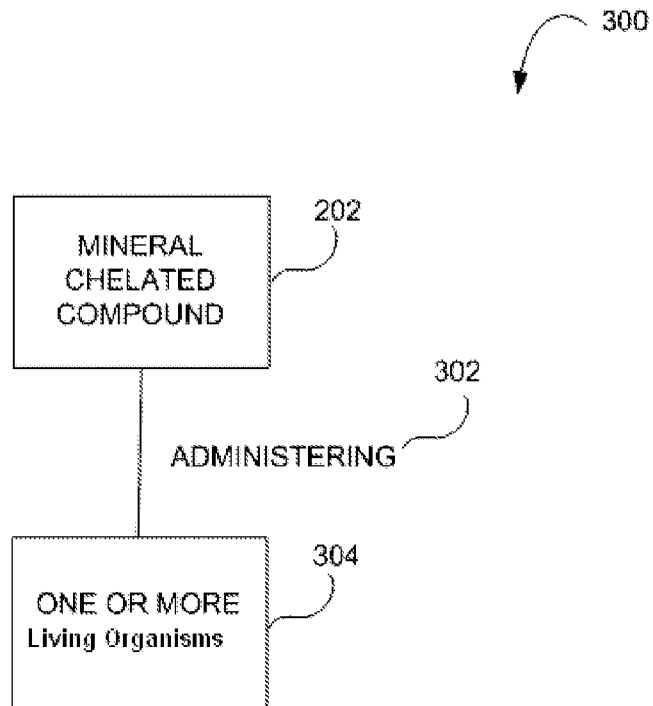 300
202
MINERAL
CHELATED
COMPOUND
302
ADMINISTERING
304
ONE OR MORE
Living Organisms